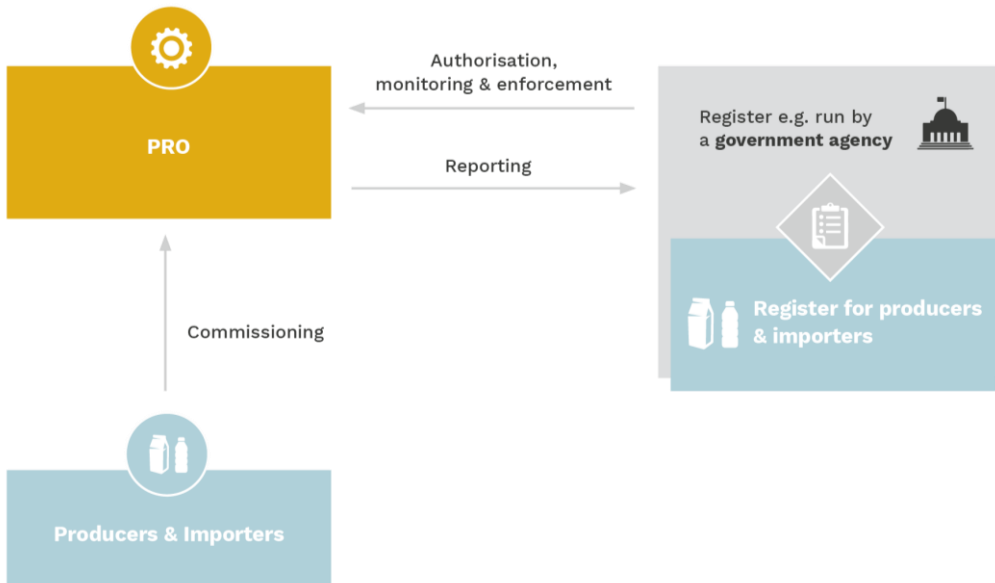 Authorisation,
monitoring & enforcement
PRO
Reporting
Register e.g. run by
a government agency
Register for producers
& importers
Commissioning
Producers & Importers